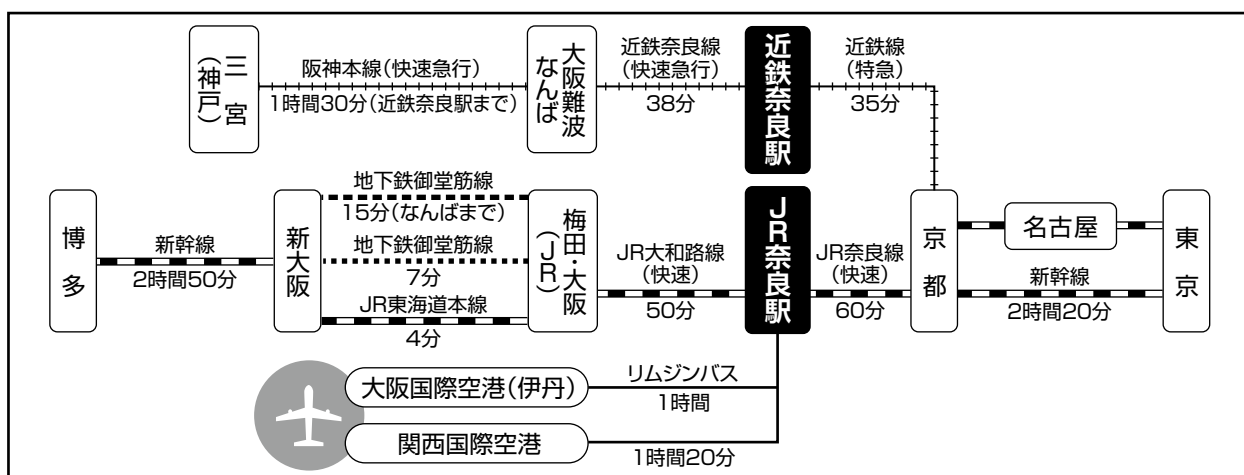 三宮
（神戸）
阪神本線（快速急行）
1時間30分（近鉄奈良駅まで）
大阪難波
なんば
近鉄奈良線
（快速急行）
38分
近鉄奈良駅
近鉄線
（特急）
35分
博多
新幹線
2時間50分
新大阪
地下鉄御堂筋線
15分（なんばまで）
地下鉄御堂筋線
7分
JR東海道本線
4分
梅田・大阪
（JR）
JR大和路線
（快速）
50分
JR奈良駅
JR奈良線
（快速）
60分
京都
名古屋
新幹線
2時間20分
東京
大阪国際空港（伊丹）
リムジンバス
1時間
関西国際空港
1時間20分